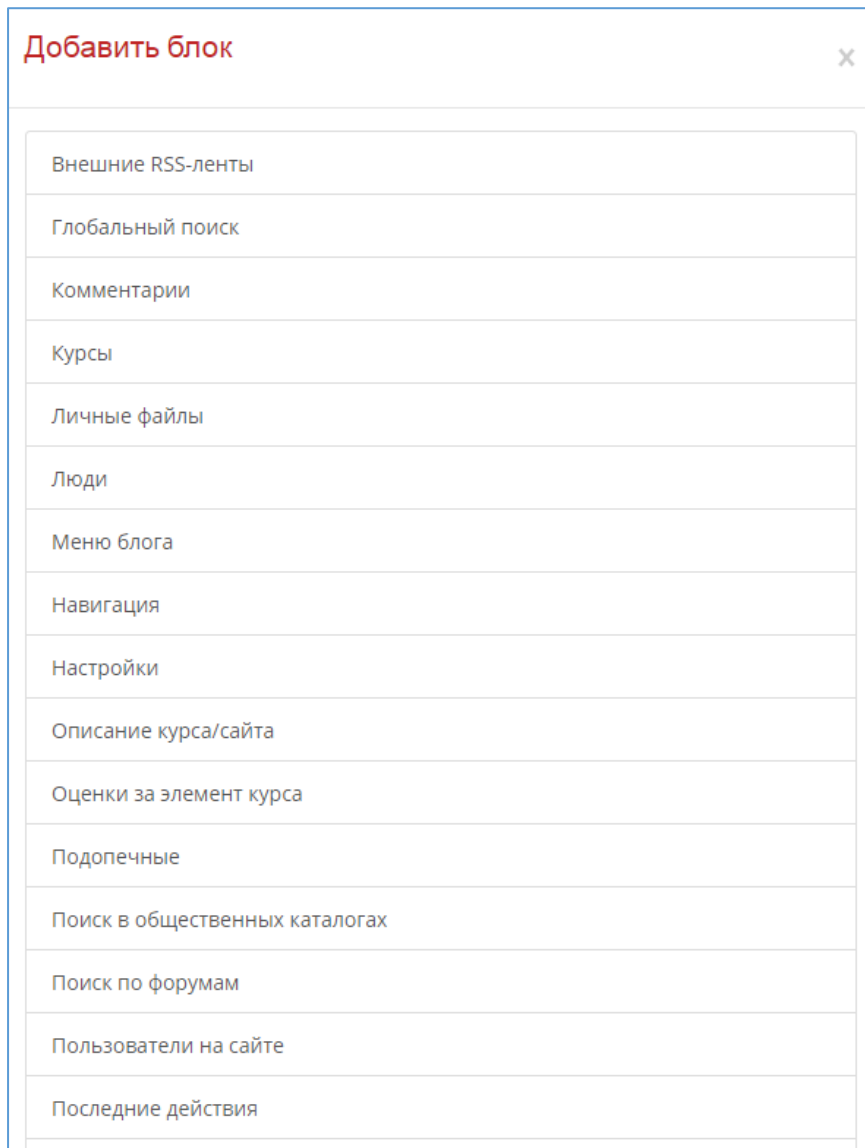 Добавить блок
×
Внешние RSS-ленты
Глобальный поиск
Комментарии
Курсы
Личные файлы
Люди
Меню блога
Навигация
Настройки
Описание курса/сайта
Оценки за элемент курса
Подопечные
Поиск в общественных каталогах
Поиск по форумам
Пользователи на сайте
Последние действия